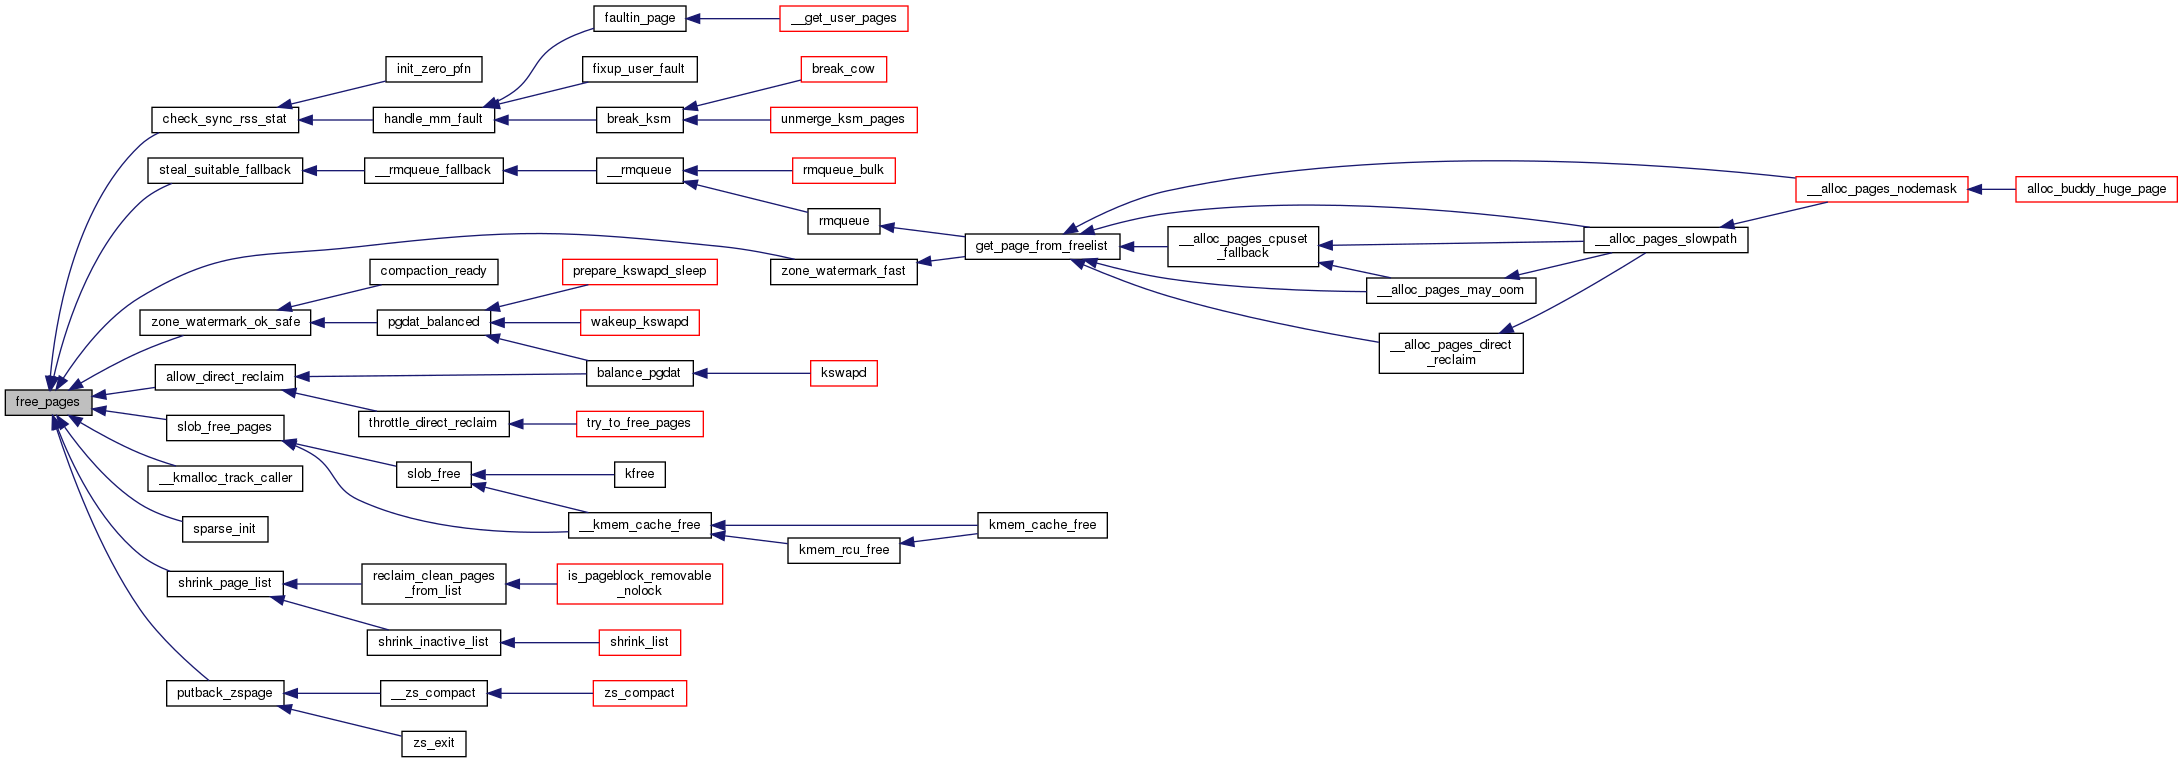 faultin_page
__get_user_pages
init_zero_pfn
fixup_user_fault
break_cow
check_sync_rss_stat
handle_mm_fault
break_ksm
unmerge_ksm_pages
steal_suitable_fallback
__rmqueue_fallback
__rmqueue
rmqueue_bulk
__alloc_pages_nodemask
alloc_buddy_huge_page
rmqueue
get_page_from_freelist
__alloc_pages_cpuset
_fallback
__alloc_pages_slowpath
compaction_ready
prepare_kswapd_sleep
zone_watermark_fast
__alloc_pages_may_oom
zone_watermark_ok_safe
pgdat_balanced
wakeup_kswapd
__alloc_pages_direct
_reclaim
allow_direct_reclaim
balance_pgdat
kswapd
free_pages
slob_free_pages
throttle_direct_reclaim
try_to_free_pages
__kmalloc_track_caller
slob_free
kfree
sparse_init
__kmem_cache_free
kmem_cache_free
kmem_rcu_free
shrink_page_list
reclaim_clean_pages
_from_list
is_pageblock_removable
_nolock
shrink_inactive_list
shrink_list
putback_zspage
__zs_compact
zs_compact
zs_exit